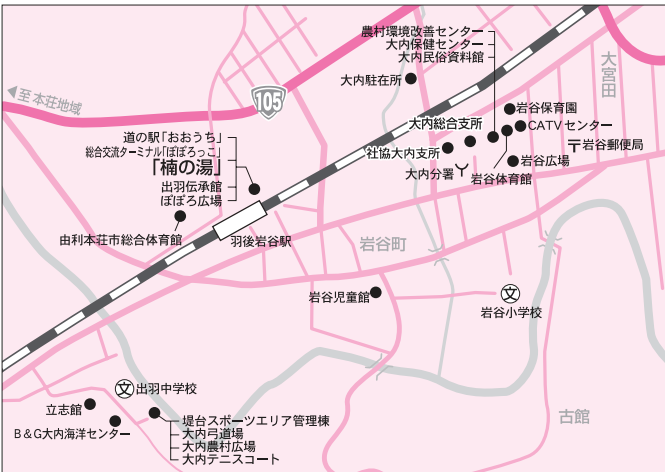 農村環境改善センター
大内保健センター
大内民俗資料館
大宮田
◀至 本荘地域
105
大内駐在所
岩谷保育園
CATVセンター
大内総合支所
〒岩谷郵便局
社協大内支所
岩谷広場
大内分署
岩谷体育館
道の駅「おおうち」
総合交流ターミナル「ぽぽろっこ」
「楠の湯」
出羽伝承館
ぽぽろ広場
由利本荘市総合体育館
羽後岩谷駅
岩谷町
岩谷児童館
文
岩谷小学校
文 出羽中学校
立志館
B&G大内海洋センター
堤台スポーツエリア管理棟
大内弓道場
大内農村広場
大内テニスコート
古館